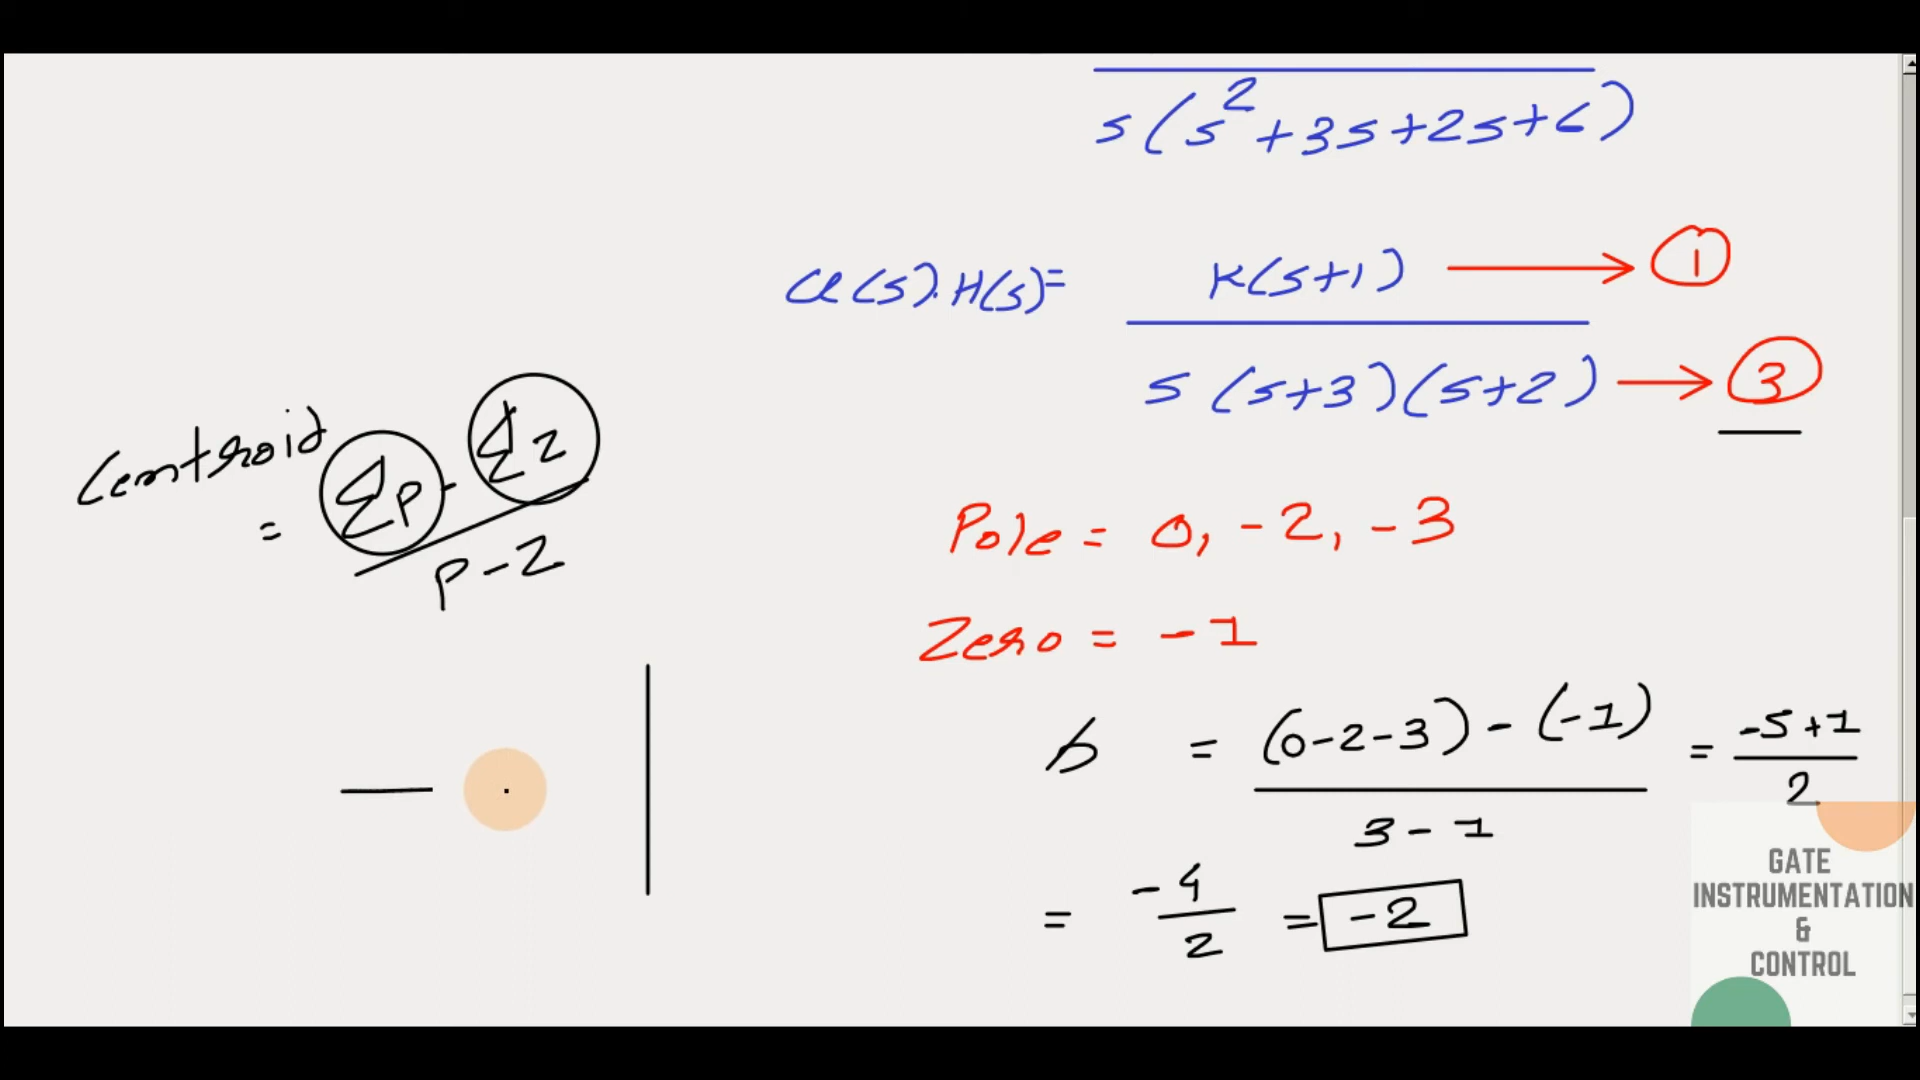 s(s²+3s+2s+6)
G(s).H(s)= K(s+1) → 1
s(s+3)(s+2) → 3
Centroid
= Σp - Σz
p-z
Pole = 0, -2, -3
Zero = -1
σ = (0-2-3) - (-1) = -5+1
3-1 2
= -4 = -2
2
GATE
INSTRUMENTATION
&
CONTROL